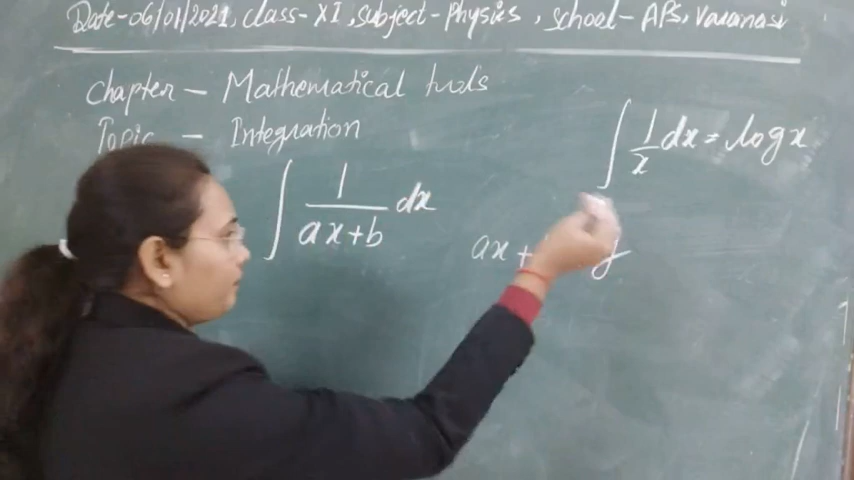 Date-06/01/2021, class-XI, Subject-Physics, School-APS, Varanasi
Chapter - Mathematical tools
Topic - Integration
∫ 1/x dx = log x
∫ 1/(ax+b) dx
ax + y